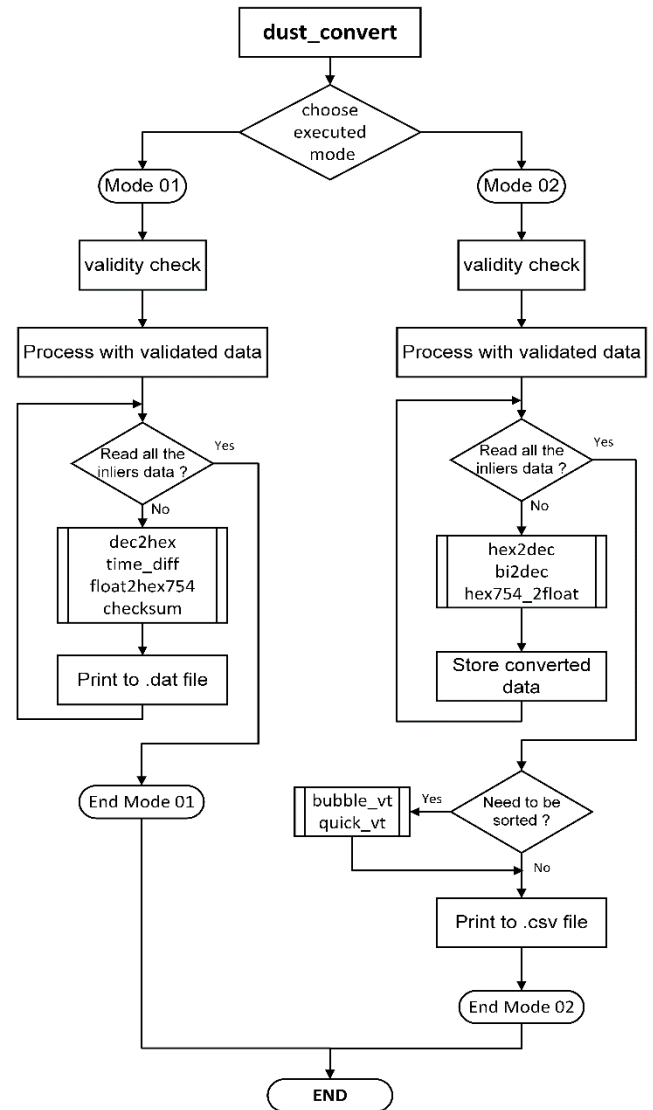 dust_convert
choose
executed
mode
Mode 01
validity check
Process with validated data
Read all the
inliers data ?
Yes
No
dec2hex
time_diff
float2hex754
checksum
Print to .dat file
End Mode 01
Mode 02
validity check
Process with validated data
Read all the
inliers data ?
Yes
No
hex2dec
bi2dec
hex754_2float
Store converted
data
Need to be
sorted ?
Yes
bubble_vt
quick_vt
No
Print to .csv file
End Mode 02
END